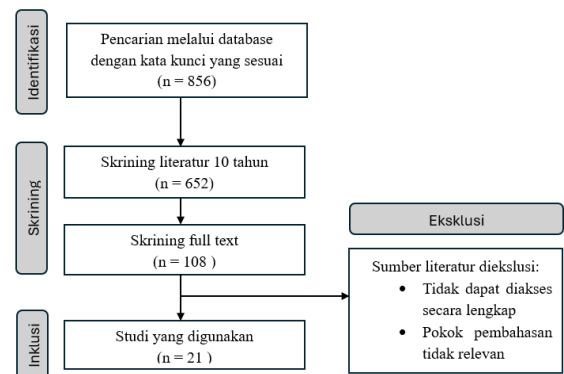 Identifikasi
Pencarian melalui database
dengan kata kunci yang sesuai
(n = 856)
Skrining
Skrining literatur 10 tahun
(n = 652)
Skrining full text
(n = 108 )
Eksklusi
Sumber literatur diekslusi:
• Tidak dapat diakses
secara lengkap
• Pokok pembahasan
tidak relevan
Inklusi
Studi yang digunakan
(n = 21 )